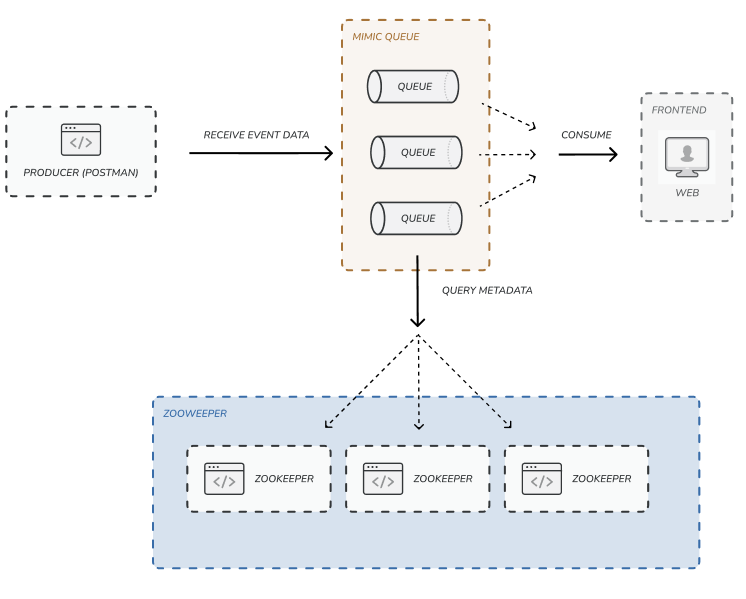 MIMIC QUEUE
QUEUE
QUEUE
QUEUE
PRODUCER (POSTMAN)
RECEIVE EVENT DATA
CONSUME
FRONTEND
WEB
QUERY METADATA
ZOOWEEPER
ZOOKEEPER
ZOOKEEPER
ZOOKEEPER